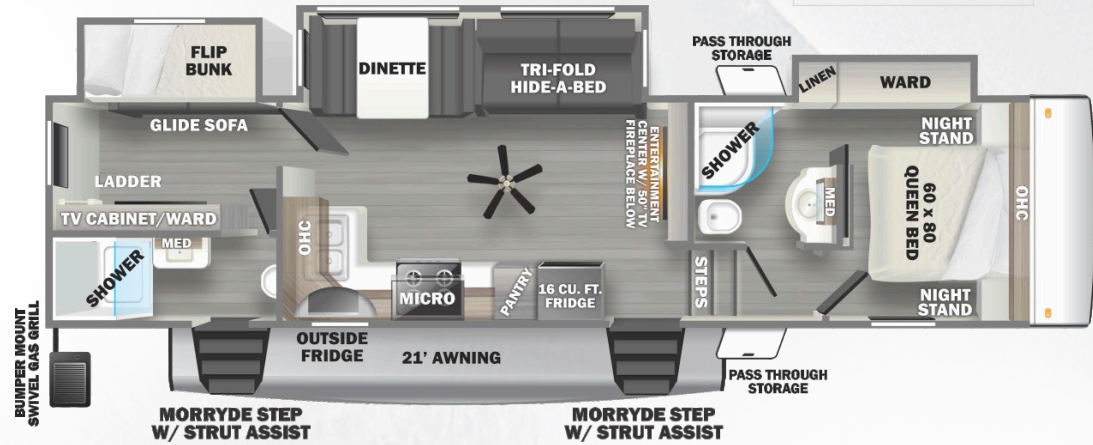 FLIP
BUNK
DINETTE
TRI-FOLD
HIDE-A-BED
PASS THROUGH
STORAGE
LINEN
WARD
GLIDE SOFA
ENTERTAINMENT
CENTER W/ 50" TV
FIREPLACE BELOW
SHOWER
NIGHT
STAND
LADDER
TV CABINET/WARD
MED
SHOWER
OHC
MED
60 x 80
QUEEN BED
OHC
MICRO
PANTRY
16 CU. FT.
FRIDGE
STEPS
NIGHT
STAND
BUMPER MOUNT
SWIVEL GAS GRILL
OUTSIDE
FRIDGE
21' AWNING
PASS THROUGH
STORAGE
MORRYDE STEP
W/ STRUT ASSIST
MORRYDE STEP
W/ STRUT ASSIST